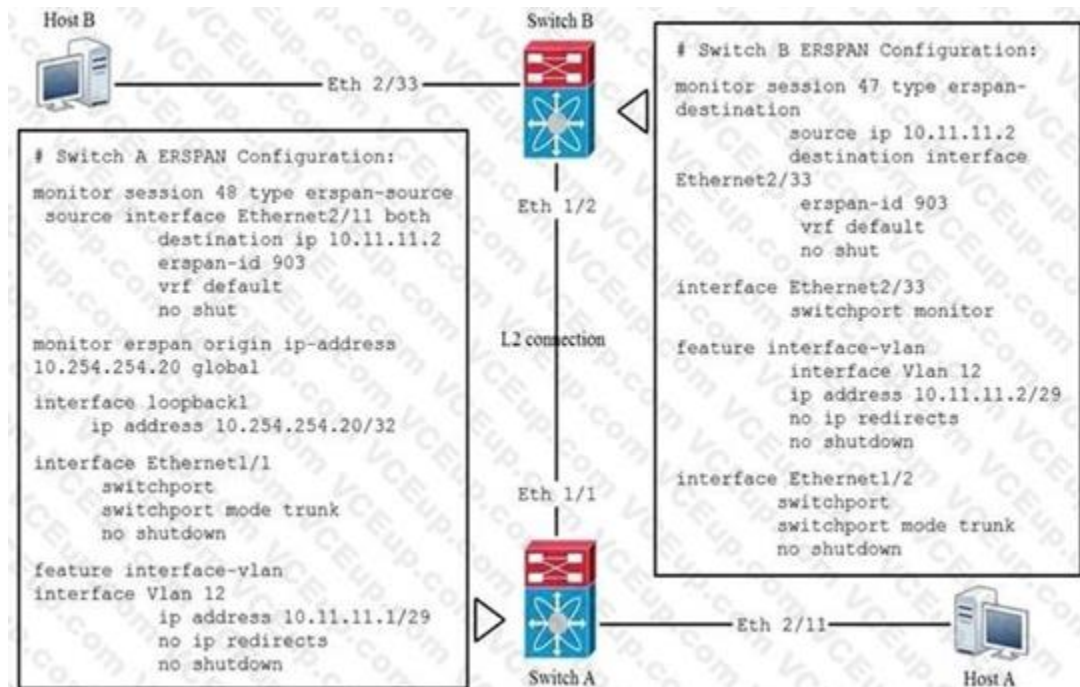 Host B
Eth 2/33
Switch B
# Switch B ERSPAN Configuration:
monitor session 47 type erspan-
destination
source ip 10.11.11.2
destination interface
Ethernet2/33
erspan-id 903
vrf default
no shut
interface Ethernet2/33
switchport monitor
feature interface-vlan
interface Vlan 12
ip address 10.11.11.2/29
no ip redirects
no shutdown
interface Ethernet1/2
switchport
switchport mode trunk
no shutdown
# Switch A ERSPAN Configuration:
monitor session 48 type erspan-source
source interface Ethernet2/11 both
destination ip 10.11.11.2
erspan-id 903
vrf default
no shut
monitor erspan origin ip-address
10.254.254.20 global
interface loopback1
ip address 10.254.254.20/32
interface Ethernet1/1
switchport
switchport mode trunk
no shutdown
feature interface-vlan
interface Vlan 12
ip address 10.11.11.1/29
no ip redirects
no shutdown
Eth 1/2
L2 connection
Eth 1/1
Switch A
Eth 2/11
Host A
VCEup.com